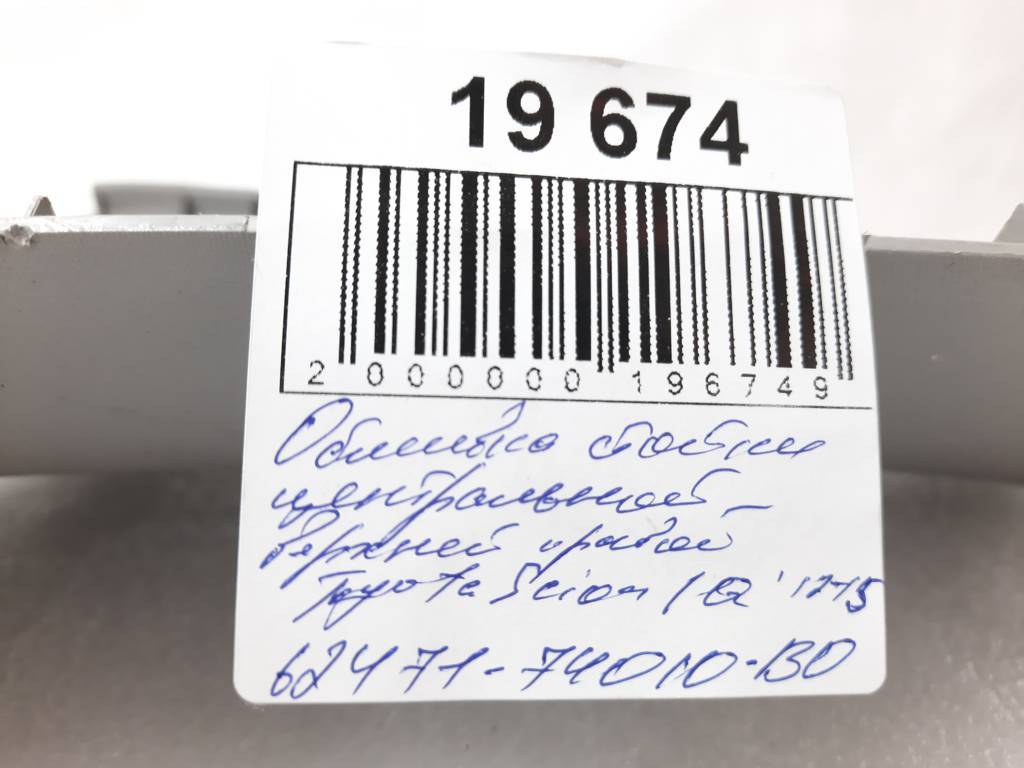 19 674
2 000000 196749
Обшивка стойки
центральной
верхней правой
Toyota Scion IQ '12-15
62471-74010-B0